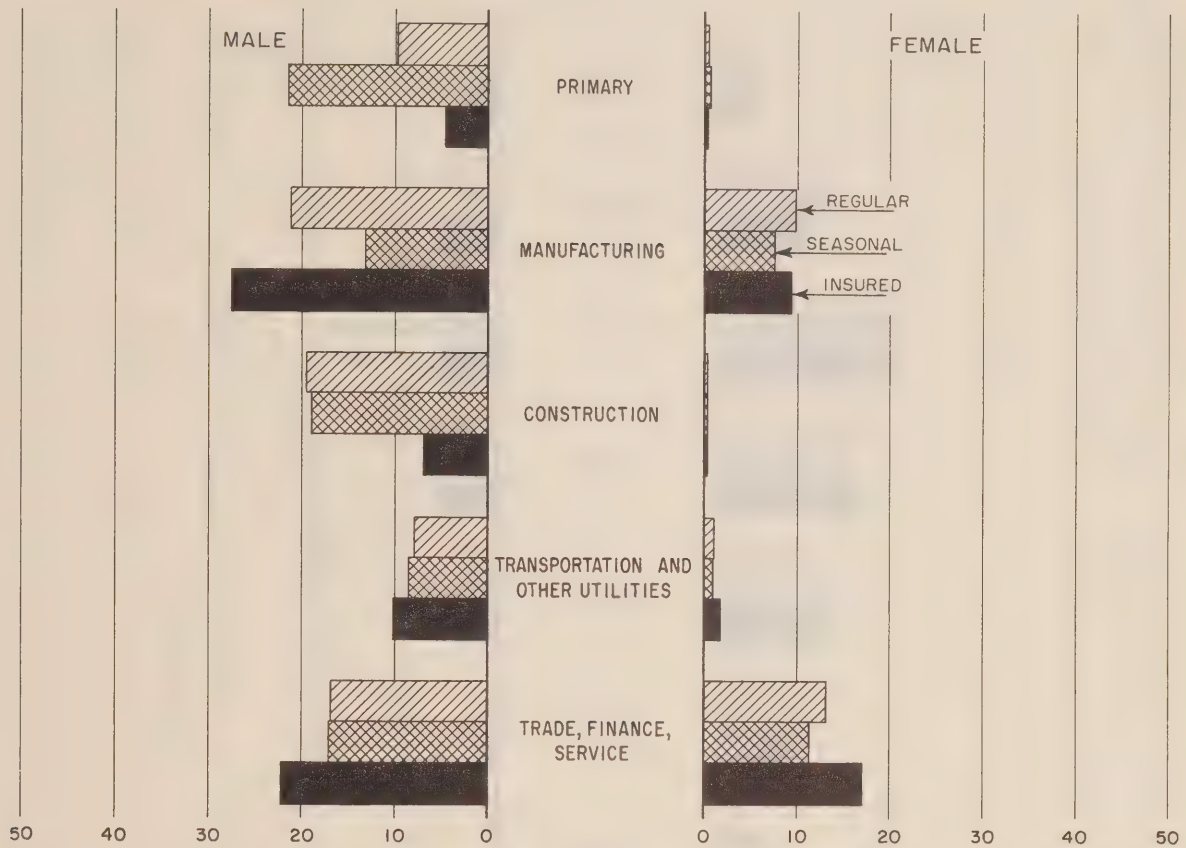 MALE
FEMALE
PRIMARY
REGULAR
MANUFACTURING
SEASONAL
INSURED
CONSTRUCTION
TRANSPORTATION AND
OTHER UTILITIES
TRADE, FINANCE,
SERVICE
50 40 30 20 10 0 0 10 20 30 40 50